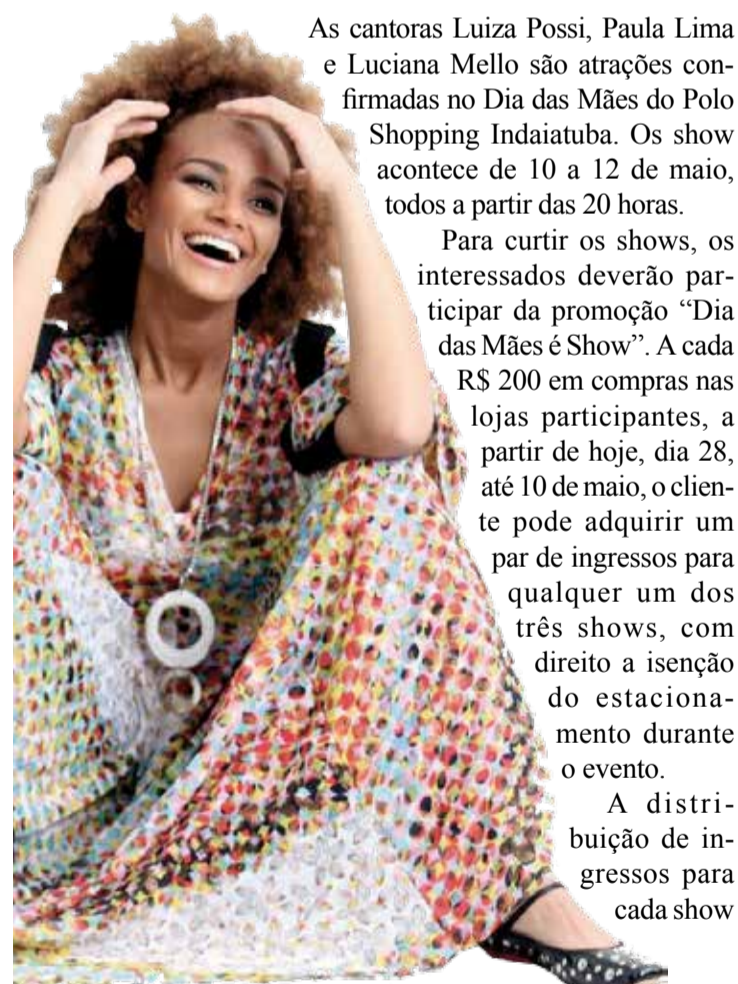 As cantoras Luiza Possi, Paula Lima
e Luciana Mello são atrações con-
firmadas no Dia das Mães do Polo
Shopping Indaiatuba. Os show
acontece de 10 a 12 de maio,
todos a partir das 20 horas.
Para curtir os shows, os
interessados deverão par-
ticipar da promoção “Dia
das Mães é Show”. A cada
R$ 200 em compras nas
lojas participantes, a
partir de hoje, dia 28,
até 10 de maio, o clien-
te pode adquirir um
par de ingressos para
qualquer um dos
três shows, com
direito a isenção
do estaciona-
mento durante
o evento.
A distri-
buição de in-
gressos para
cada show